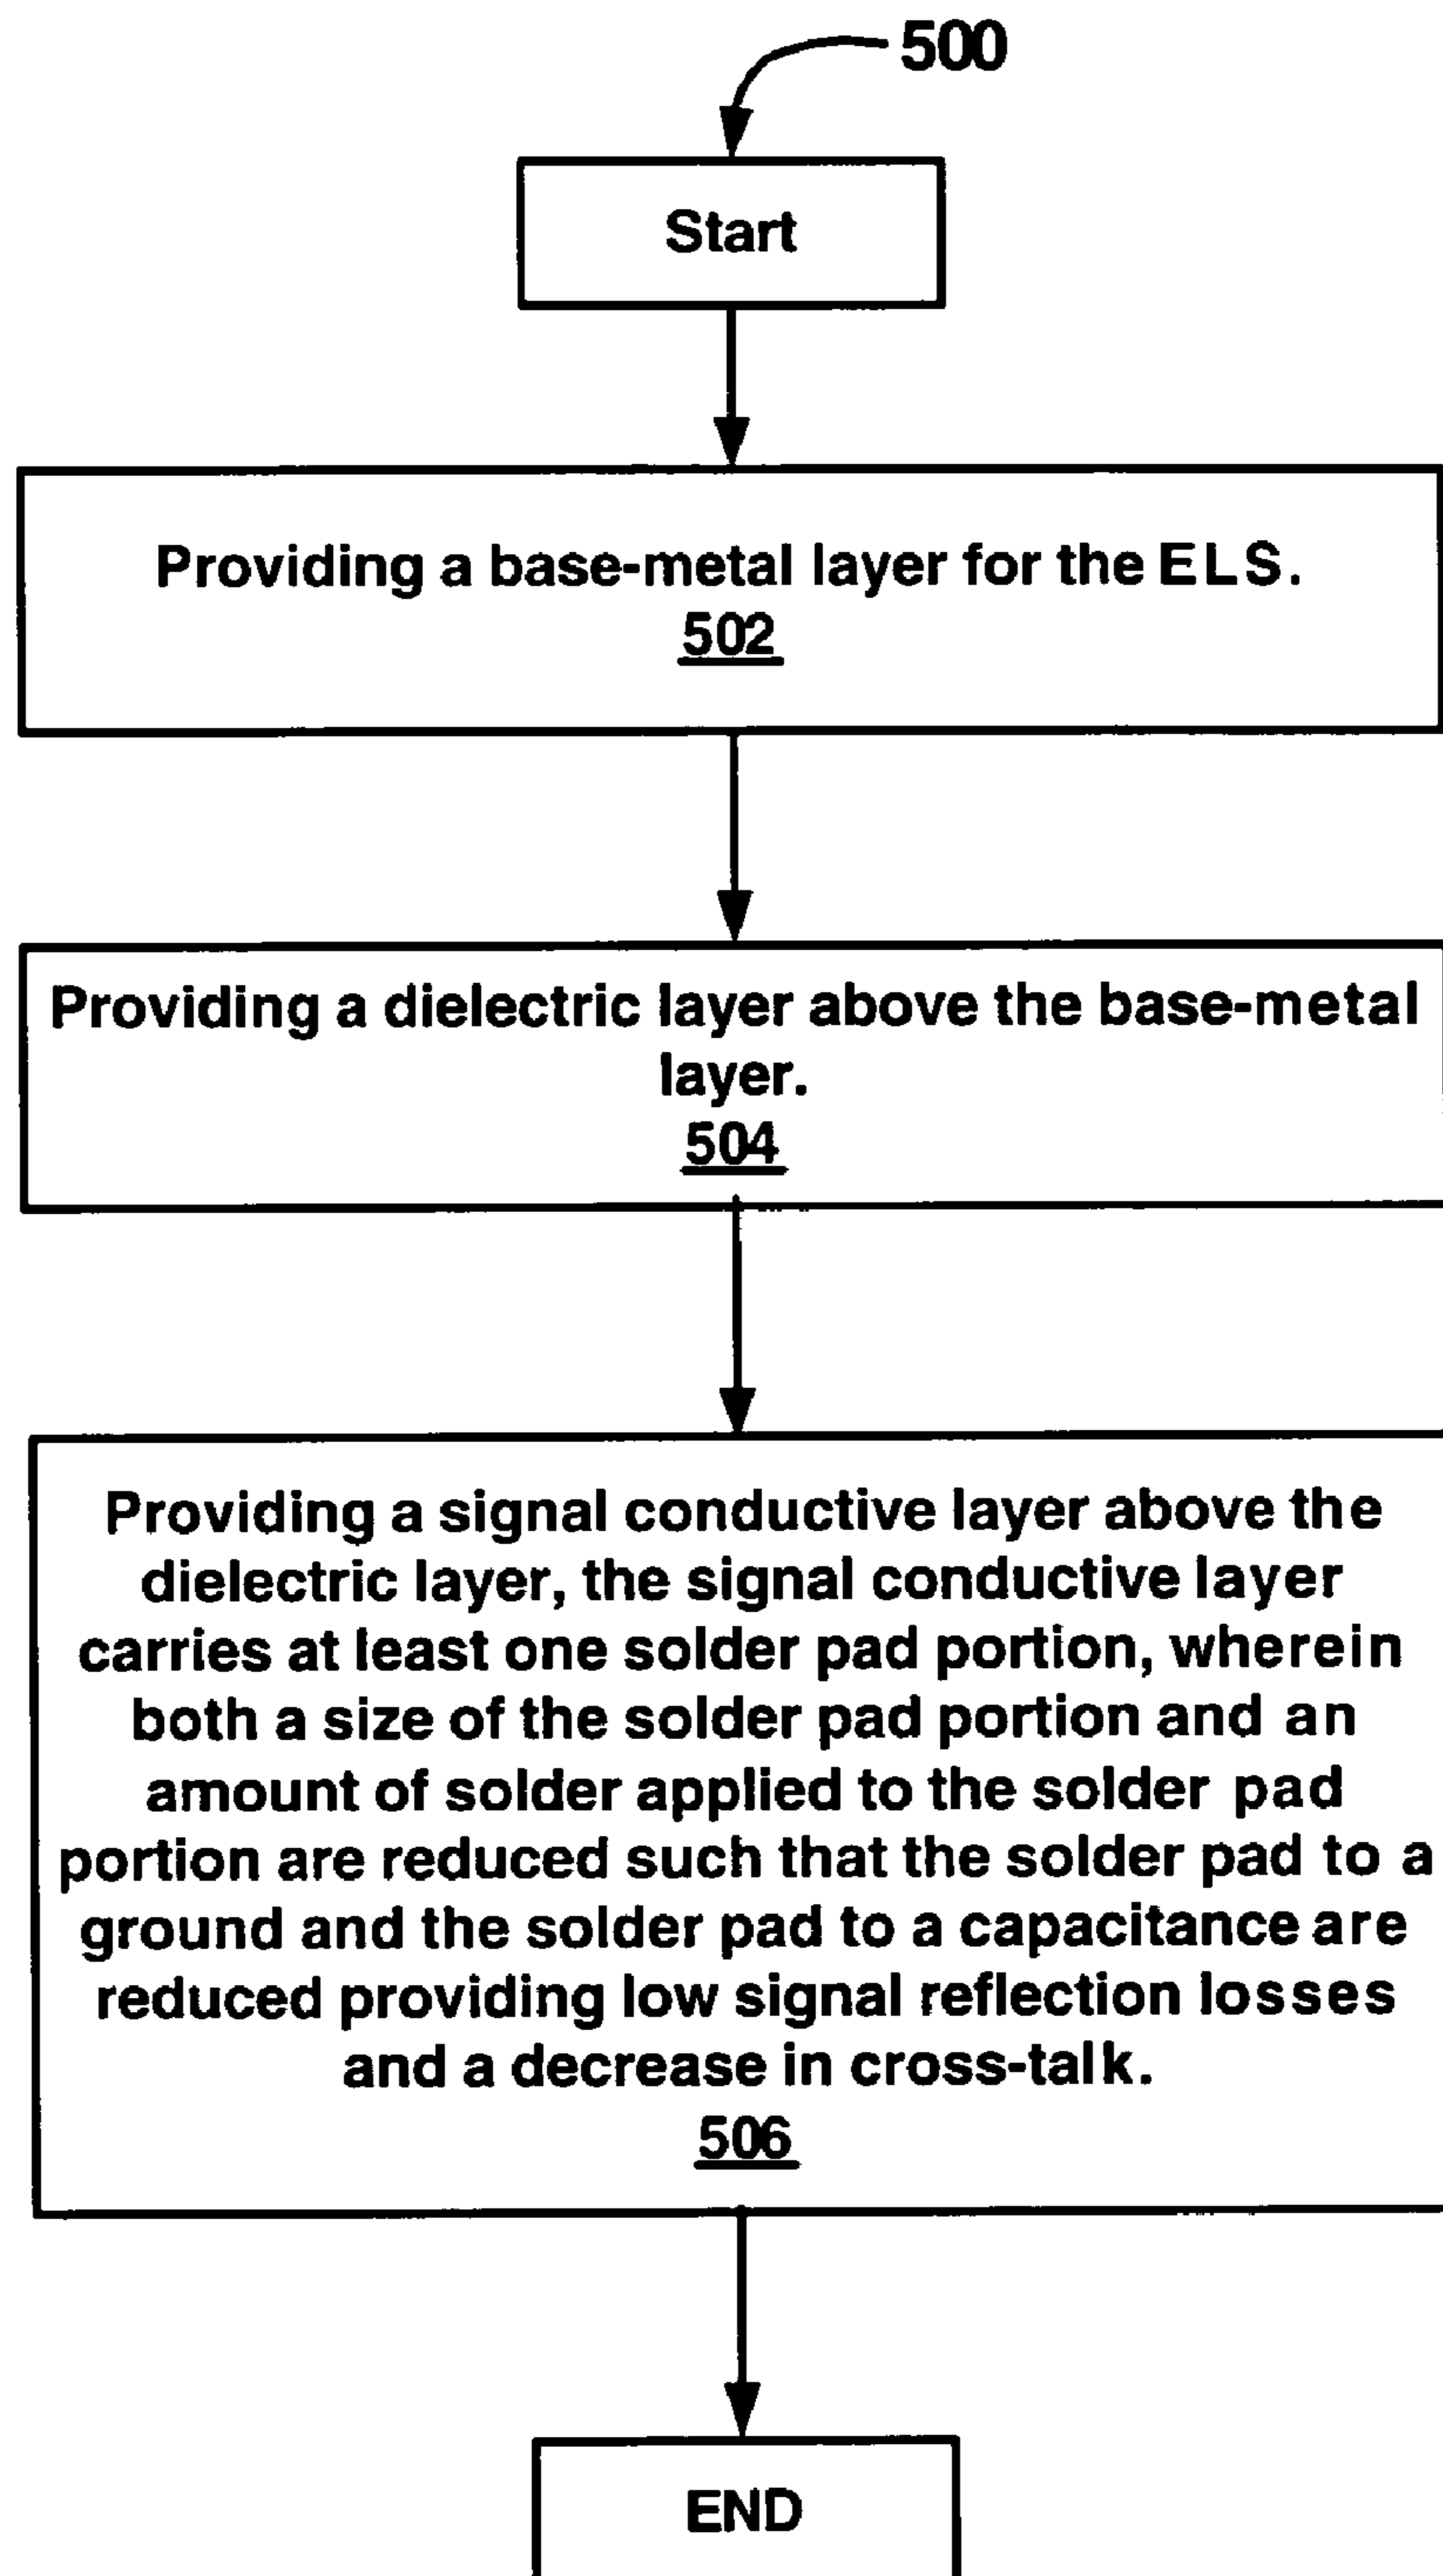 500
Start
Providing a base-metal layer for the ELS.
502
Providing a dielectric layer above the base-metal
layer.
504
Providing a signal conductive layer above the
dielectric layer, the signal conductive layer
carries at least one solder pad portion, wherein
both a size of the solder pad portion and an
amount of solder applied to the solder pad
portion are reduced such that the solder pad to a
ground and the solder pad to a capacitance are
reduced providing low signal reflection losses
and a decrease in cross-talk.
506
END